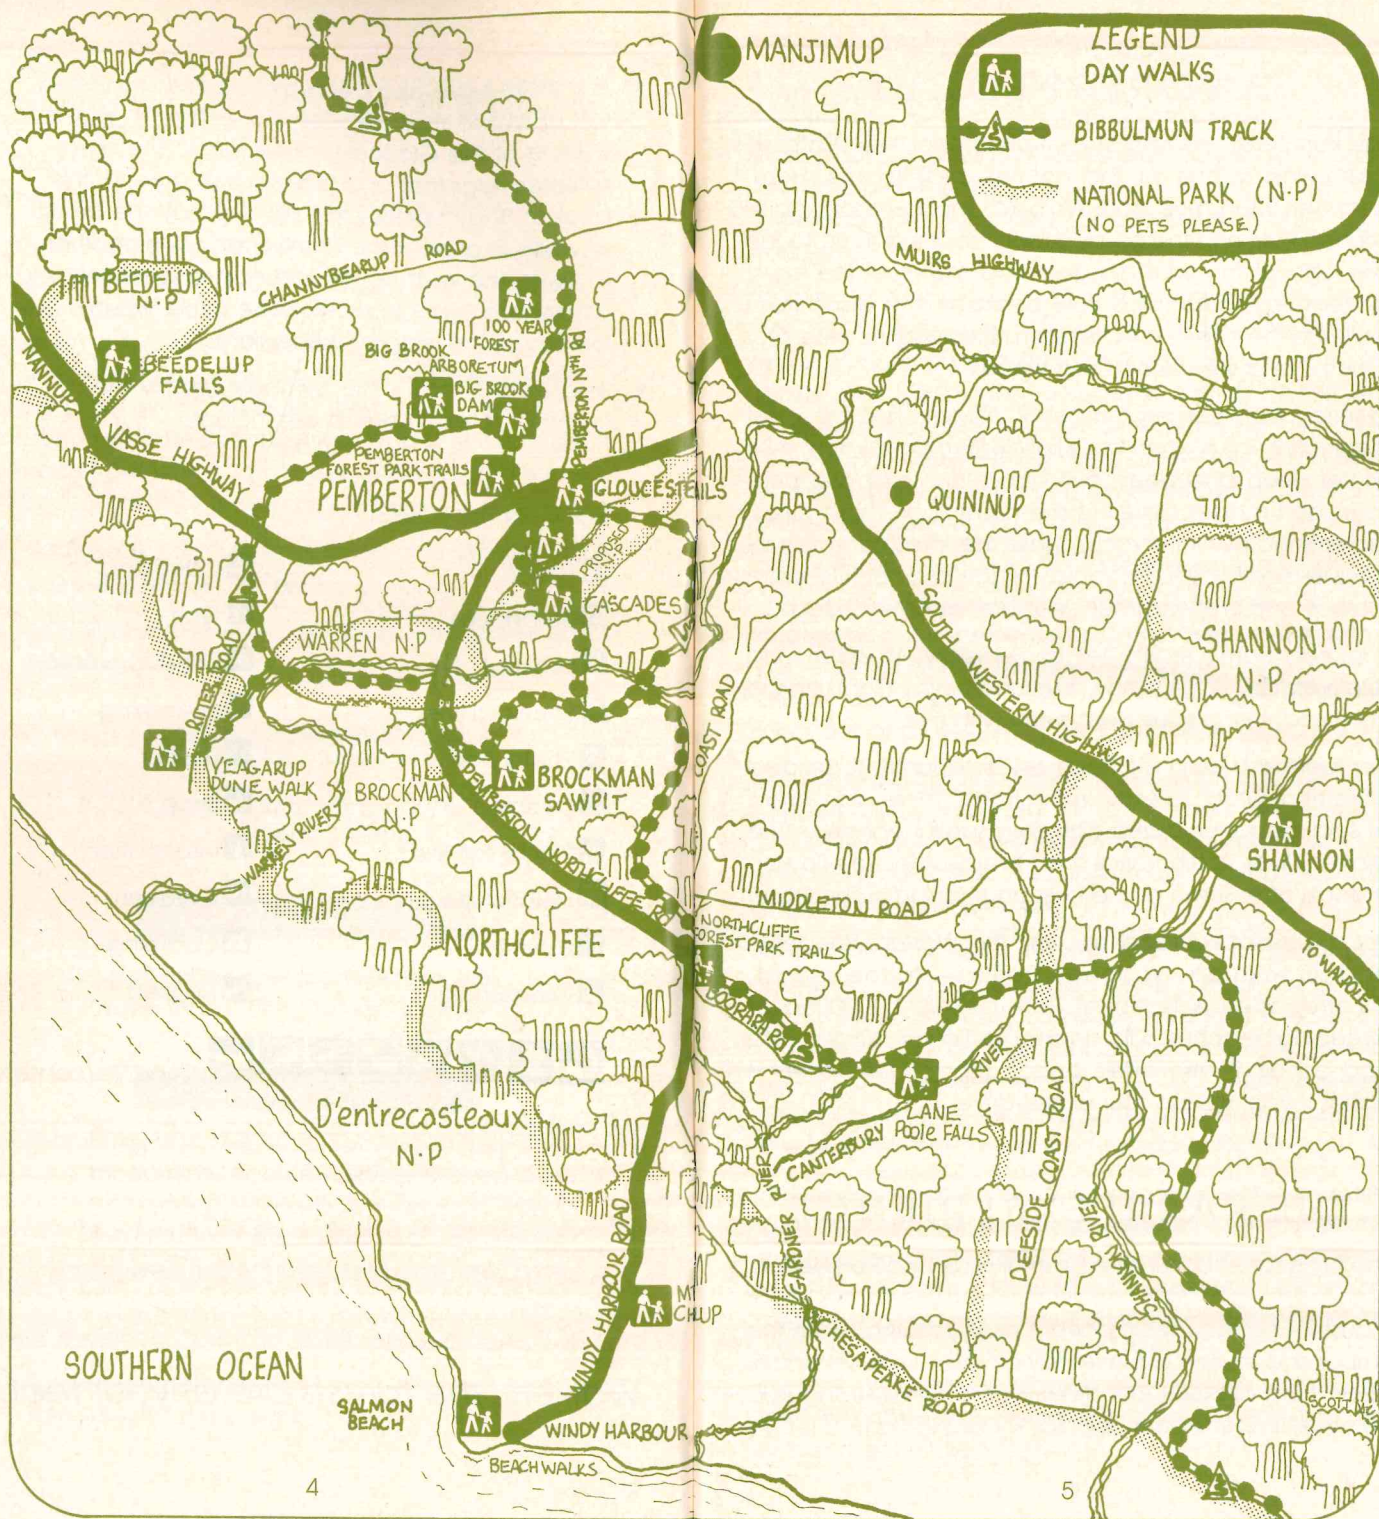 MANJIMUP
LEGEND
DAY WALKS
BIBBULMUN TRACK
NATIONAL PARK (N·P)
(NO PETS PLEASE)
BEEDELUP
N·P
CHANNYBEARUP ROAD
MUIRS HIGHWAY
100 YEAR
FOREST
NANNUP
BEEDELUP
FALLS
BIG BROOK
ARBORETUM
BIG BROOK
DAM
PEMBERTON NTH RD
VASSE HIGHWAY
PEMBERTON
FOREST PARK TRAILS
PEMBERTON
QUININUP
PROPOSED
N·P
CASCADES
WARREN N·P
RITTER ROAD
SHANNON
N·P
SOUTH WESTERN HIGHWAY
COAST ROAD
YEAGARUP
DUNE WALK
BROCKMAN
N·P
BROCKMAN
SAWPIT
WARREN RIVER
PEMBERTON NORTHCLIFFE RD
SHANNON
MIDDLETON ROAD
NORTHCLIFFE
FOREST PARK TRAILS
NORTHCLIFFE
TO WALPOLE
BOORARA RD
LANE
Poole FALLS
CANTERBURY RIVER
D'entrecasteaux
N·P
GARDNER RIVER
DEESIDE COAST ROAD
SHANNON RIVER
WINDY HARBOUR ROAD
MT
CHESAPEAKE ROAD
SOUTHERN OCEAN
SALMON
BEACH
WINDY HARBOUR
BEACH WALKS
4
5